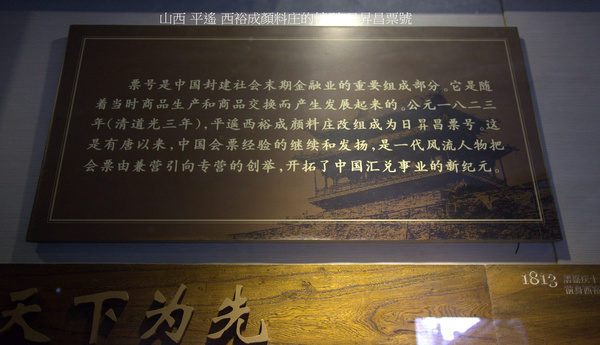 山西 平遙 西裕成顏料庄的
昇昌票號
票号是中国封建社会末期金融业的重要组成部分。它是随
着当时商品生产和商品交换而产生发展起来的。公元一八二三
年(清道光三年),平遥西裕成颜料庄改组成为日昇昌票号。这
是有唐以来,中国会票经验的继续和发扬,是一代风流人物把
会票由兼营引向专营的创举,开拓了中国汇兑事业的新纪元。
天下为先
1813